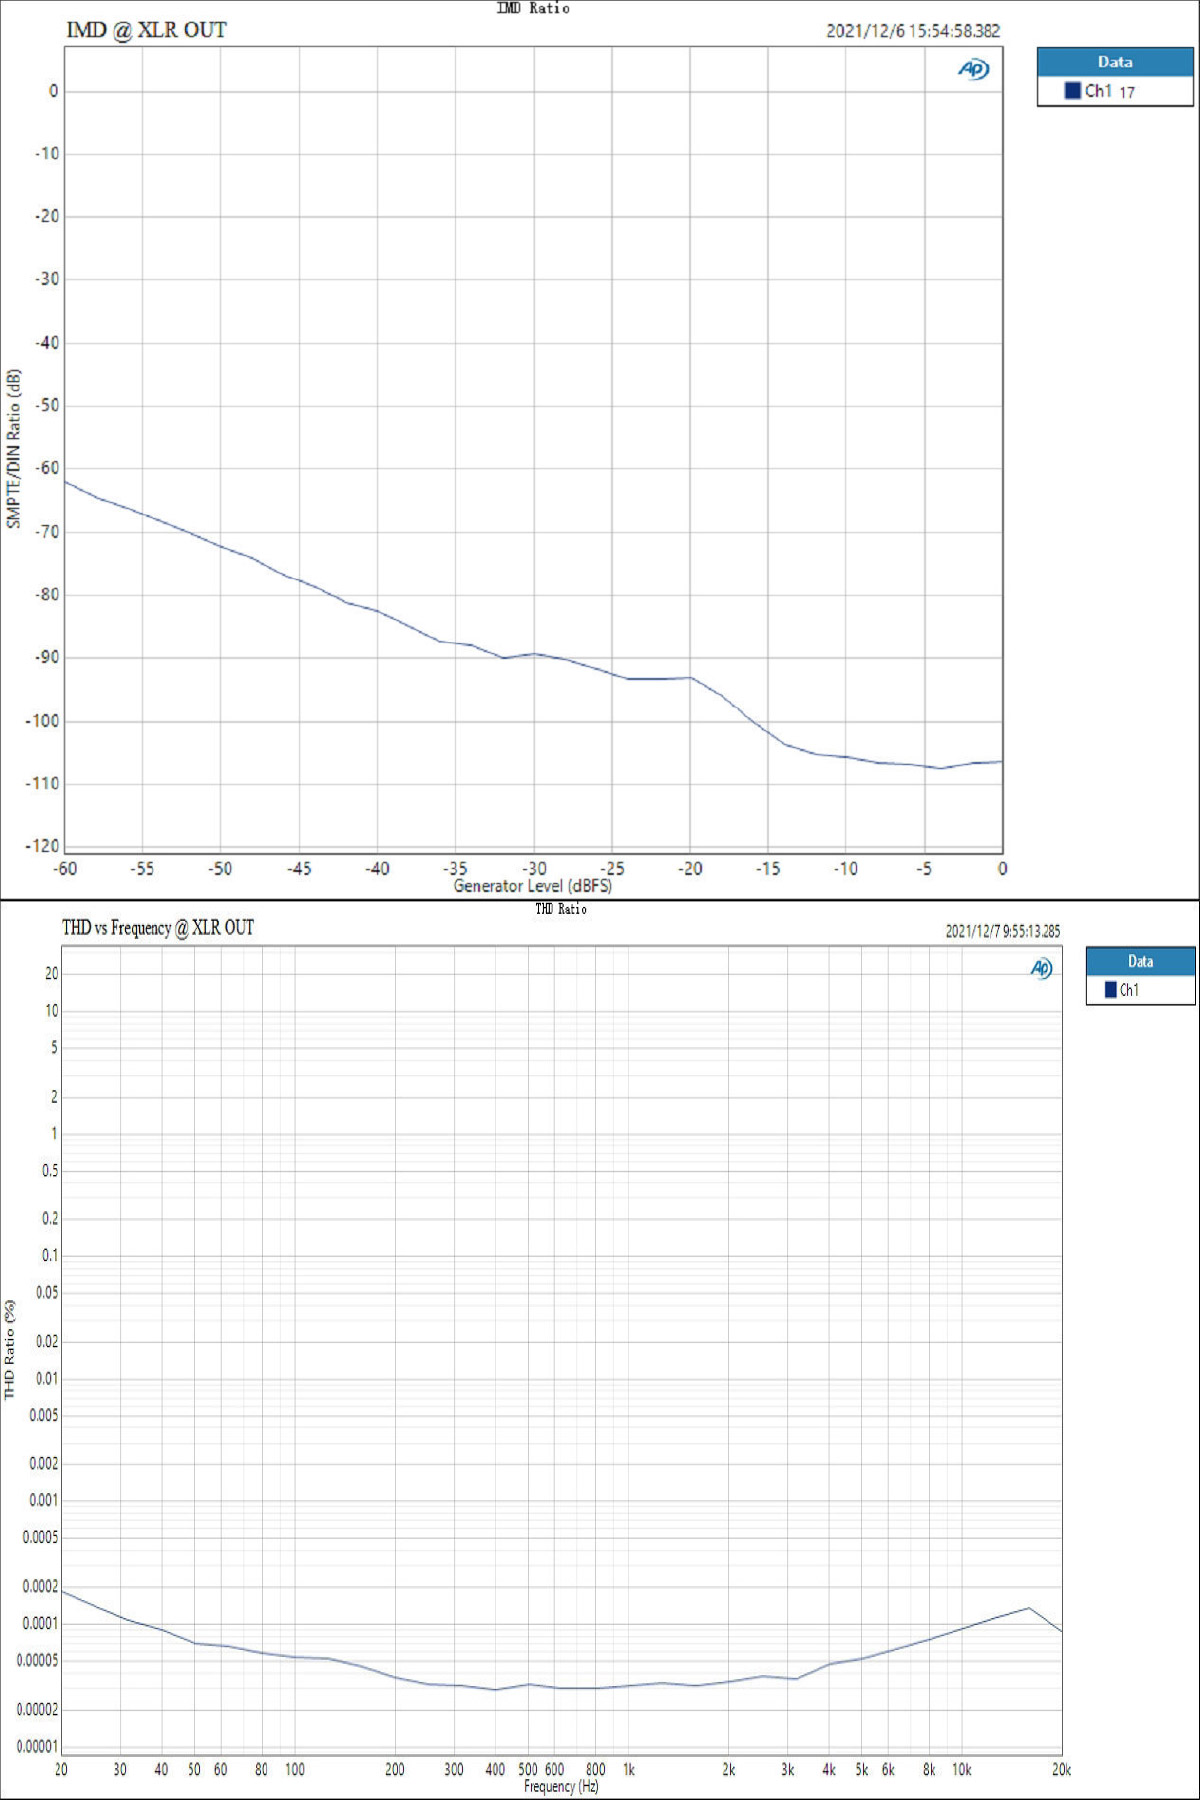 IMD Ratio
IMD @ XLR OUT
2021/12/6 15:54:58.382
AP
Data
Ch1 17
0
-10
-20
-30
-40
-50
-60
-70
-80
-90
-100
-110
-120
SMPTE/DIN Ratio (dB)
-60 -55 -50 -45 -40 -35 -30 -25 -20 -15 -10 -5 0
Generator Level (dBFS)
THD Ratio
THD vs Frequency @ XLR OUT
2021/12/7 9:55:13.285
AP
Data
Ch1
20
10
5
2
1
0.5
0.2
0.1
0.05
0.02
0.01
0.005
0.002
0.001
0.0005
0.0002
0.0001
0.00005
0.00002
0.00001
THD Ratio (%)
20 30 40 50 60 80 100 200 300 400 500 600 800 1k 2k 3k 4k 5k 6k 8k 10k 20k
Frequency (Hz)